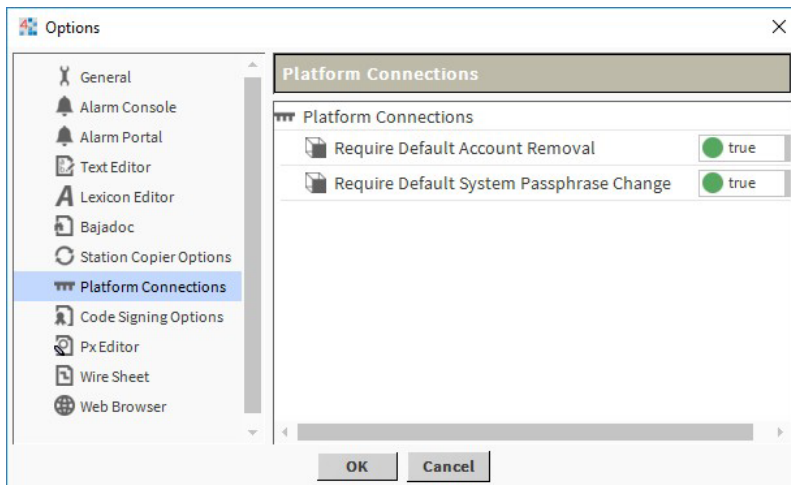 Options
General
Alarm Console
Alarm Portal
Text Editor
Lexicon Editor
Bajadoc
Station Copier Options
Platform Connections
Code Signing Options
Px Editor
Wire Sheet
Web Browser
Platform Connections
Platform Connections
Require Default Account Removal true
Require Default System Passphrase Change true
OK Cancel